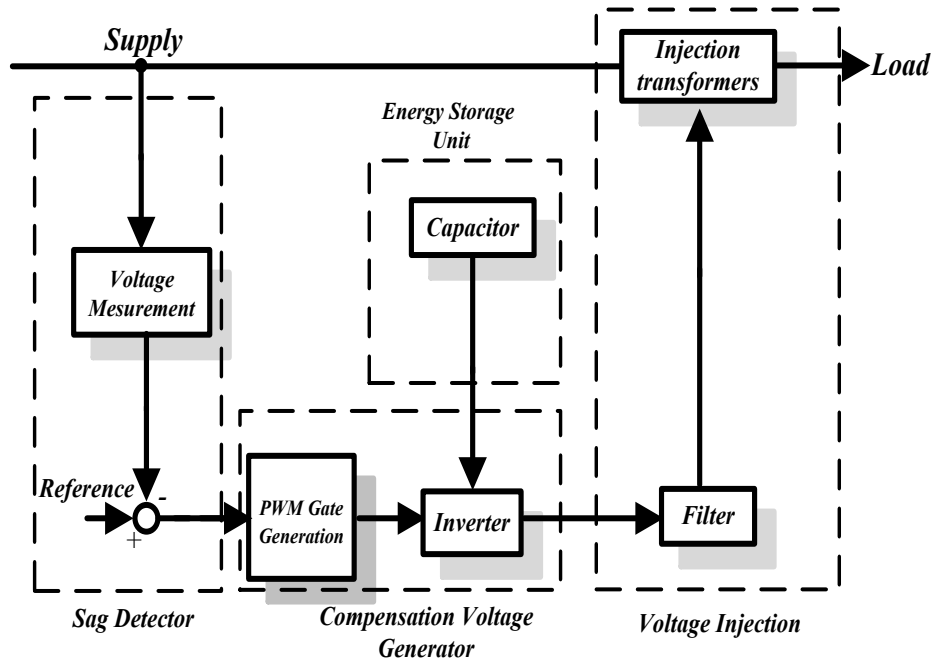 Supply
Injection
transformers
Load
Energy Storage
Unit
Capacitor
Voltage
Mesurement
Reference
-
+
PWM Gate
Generation
Inverter
Filter
Sag Detector
Compensation Voltage
Generator
Voltage Injection